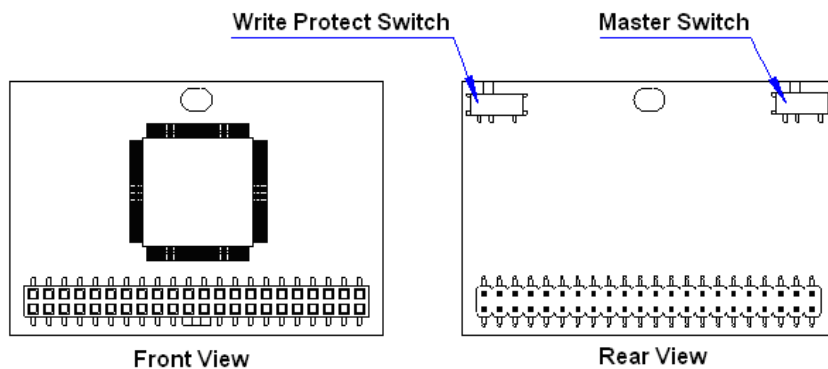 Write Protect Switch
Master Switch
Front View
Rear View